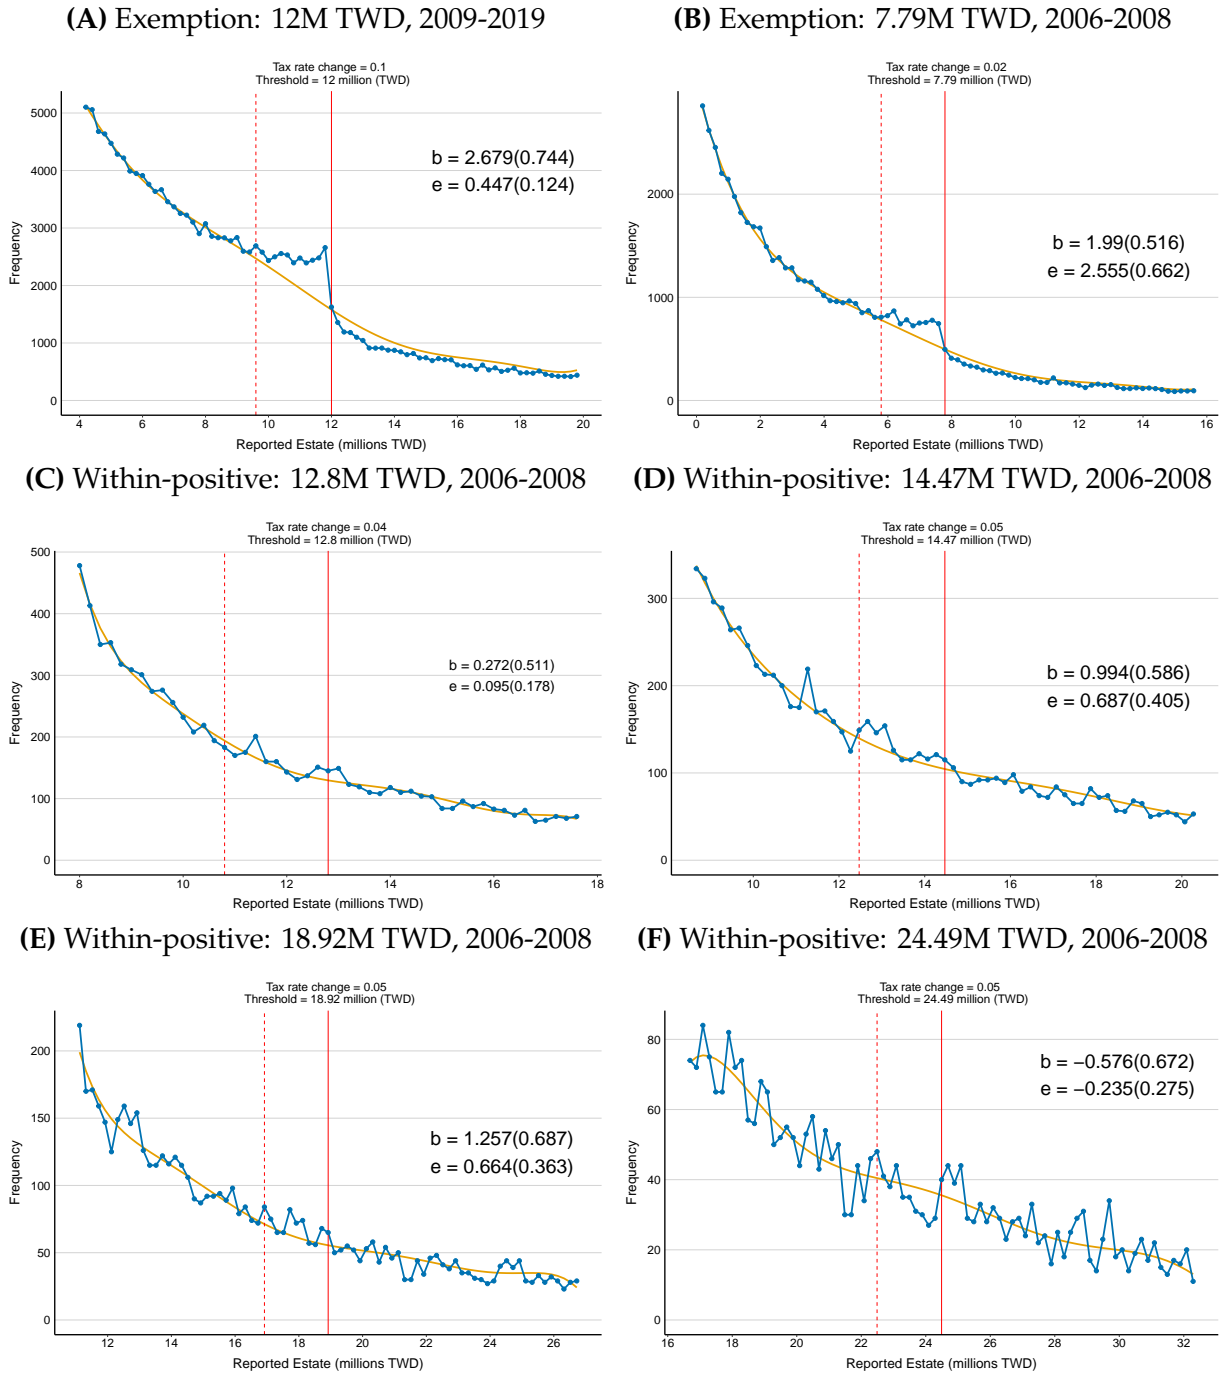 (A) Exemption: 12M TWD, 2009-2019
Tax rate change = 0.1
Threshold = 12 million (TWD)
5000
4000
3000
2000
1000
0
Frequency
b = 2.679(0.744)
e = 0.447(0.124)
4 6 8 10 12 14 16 18 20
Reported Estate (millions TWD)
(B) Exemption: 7.79M TWD, 2006-2008
Tax rate change = 0.02
Threshold = 7.79 million (TWD)
2000
1000
0
Frequency
b = 1.99(0.516)
e = 2.555(0.662)
0 2 4 6 8 10 12 14 16
Reported Estate (millions TWD)
(C) Within-positive: 12.8M TWD, 2006-2008
Tax rate change = 0.04
Threshold = 12.8 million (TWD)
500
400
300
200
100
0
Frequency
b = 0.272(0.511)
e = 0.095(0.178)
8 10 12 14 16 18
Reported Estate (millions TWD)
(D) Within-positive: 14.47M TWD, 2006-2008
Tax rate change = 0.05
Threshold = 14.47 million (TWD)
300
200
100
0
Frequency
b = 0.994(0.586)
e = 0.687(0.405)
10 12 14 16 18 20
Reported Estate (millions TWD)
(E) Within-positive: 18.92M TWD, 2006-2008
Tax rate change = 0.05
Threshold = 18.92 million (TWD)
200
150
100
50
0
Frequency
b = 1.257(0.687)
e = 0.664(0.363)
12 14 16 18 20 22 24 26
Reported Estate (millions TWD)
(F) Within-positive: 24.49M TWD, 2006-2008
Tax rate change = 0.05
Threshold = 24.49 million (TWD)
80
60
40
20
0
Frequency
b = −0.576(0.672)
e = −0.235(0.275)
16 18 20 22 24 26 28 30 32
Reported Estate (millions TWD)